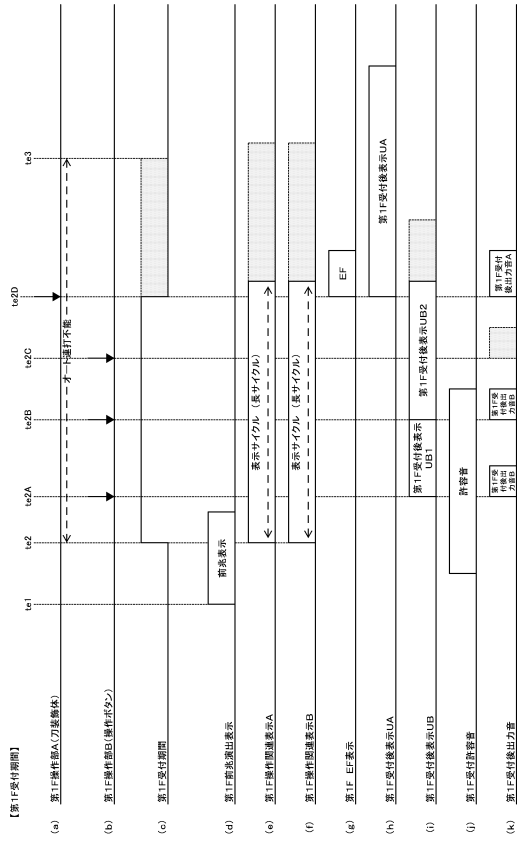 【第1F受付期間】
te1
te2
te2A
te2B
te2C
te2D
te3
(a) 第1F操作部A(刀装飾体)
オート連打不能
(b) 第1F操作部B(操作ボタン)
(c) 第1F受付期間
(d) 第1F前兆演出表示
前兆表示
(e) 第1F操作関連表示A
表示サイクル (長サイクル)
(f) 第1F操作関連表示B
表示サイクル (長サイクル)
(g) 第1F EF表示
EF
(h) 第1F受付後表示UA
第1F受付後表示UA
(i) 第1F受付後表示UB
第1F受付後表示
UB1
第1F受付後表示UB2
(j) 第1F受付許容音
許容音
(k) 第1F受付後出力音
第1F受
付後出
力音B
第1F受
付後出
力音B
第1F受付
後出力音A